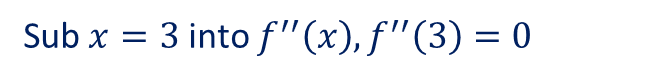 Sub x = 3 into f′′(x), f′′(3) = 0